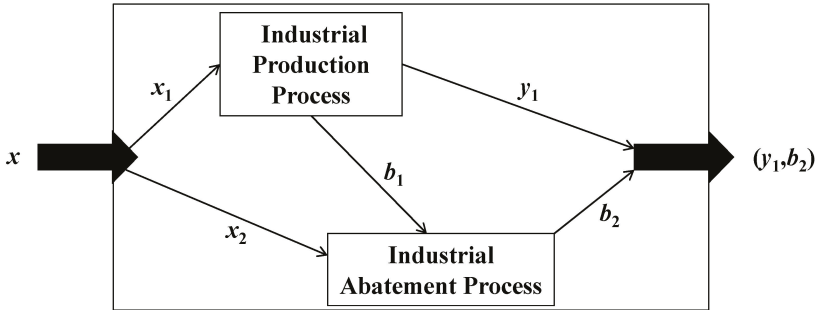 Industrial
Production
Process
x1
y1
x
(y1,b2)
b1
x2
b2
Industrial
Abatement Process